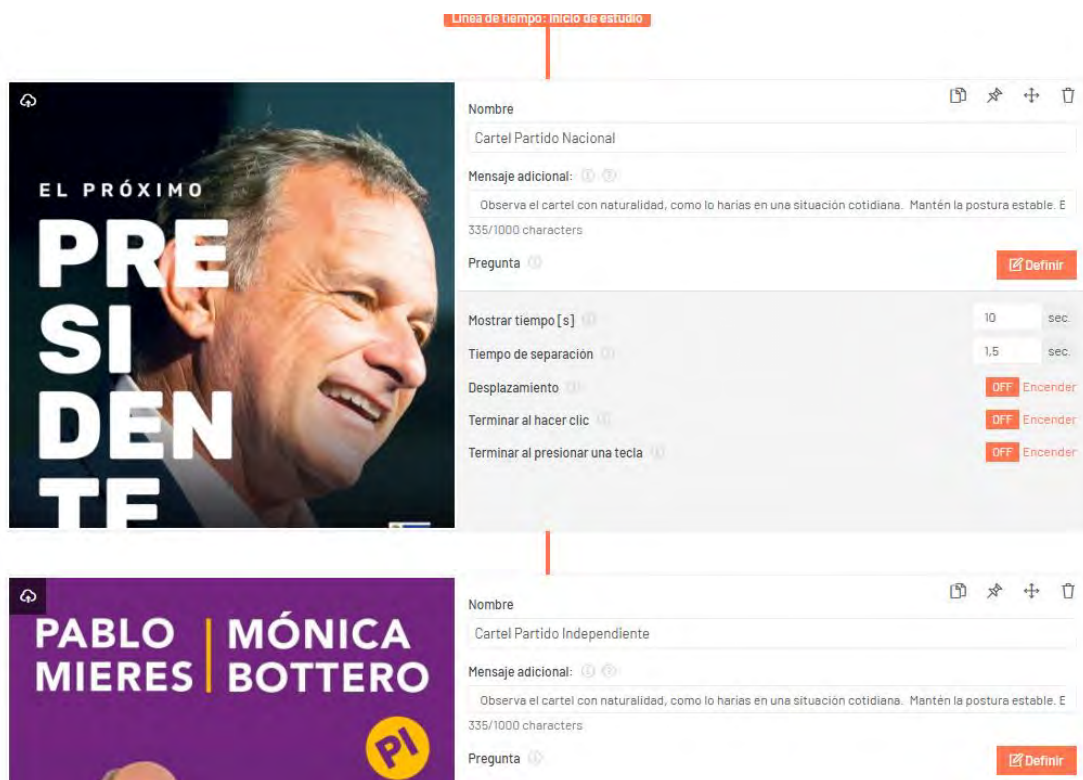 Línea de tiempo: Inicio de estudio
EL PRÓXIMO
PRE
SI
DEN
TE
Nombre
Cartel Partido Nacional
Mensaje adicional:
Observa el cartel con naturalidad, como lo harias en una situación cotidiana. Mantén la postura estable. E
335/1000 characters
Pregunta
Definir
Mostrar tiempo [s]
10 sec.
Tiempo de separación
1,5 sec.
Desplazamiento
OFF Encender
Terminar al hacer clic
OFF Encender
Terminar al presionar una tecla
OFF Encender
PABLO MIERES
MÓNICA BOTTERO
PI
Nombre
Cartel Partido Independiente
Mensaje adicional:
Observa el cartel con naturalidad, como lo harias en una situación cotidiana. Mantén la postura estable. E
335/1000 characters
Pregunta
Definir